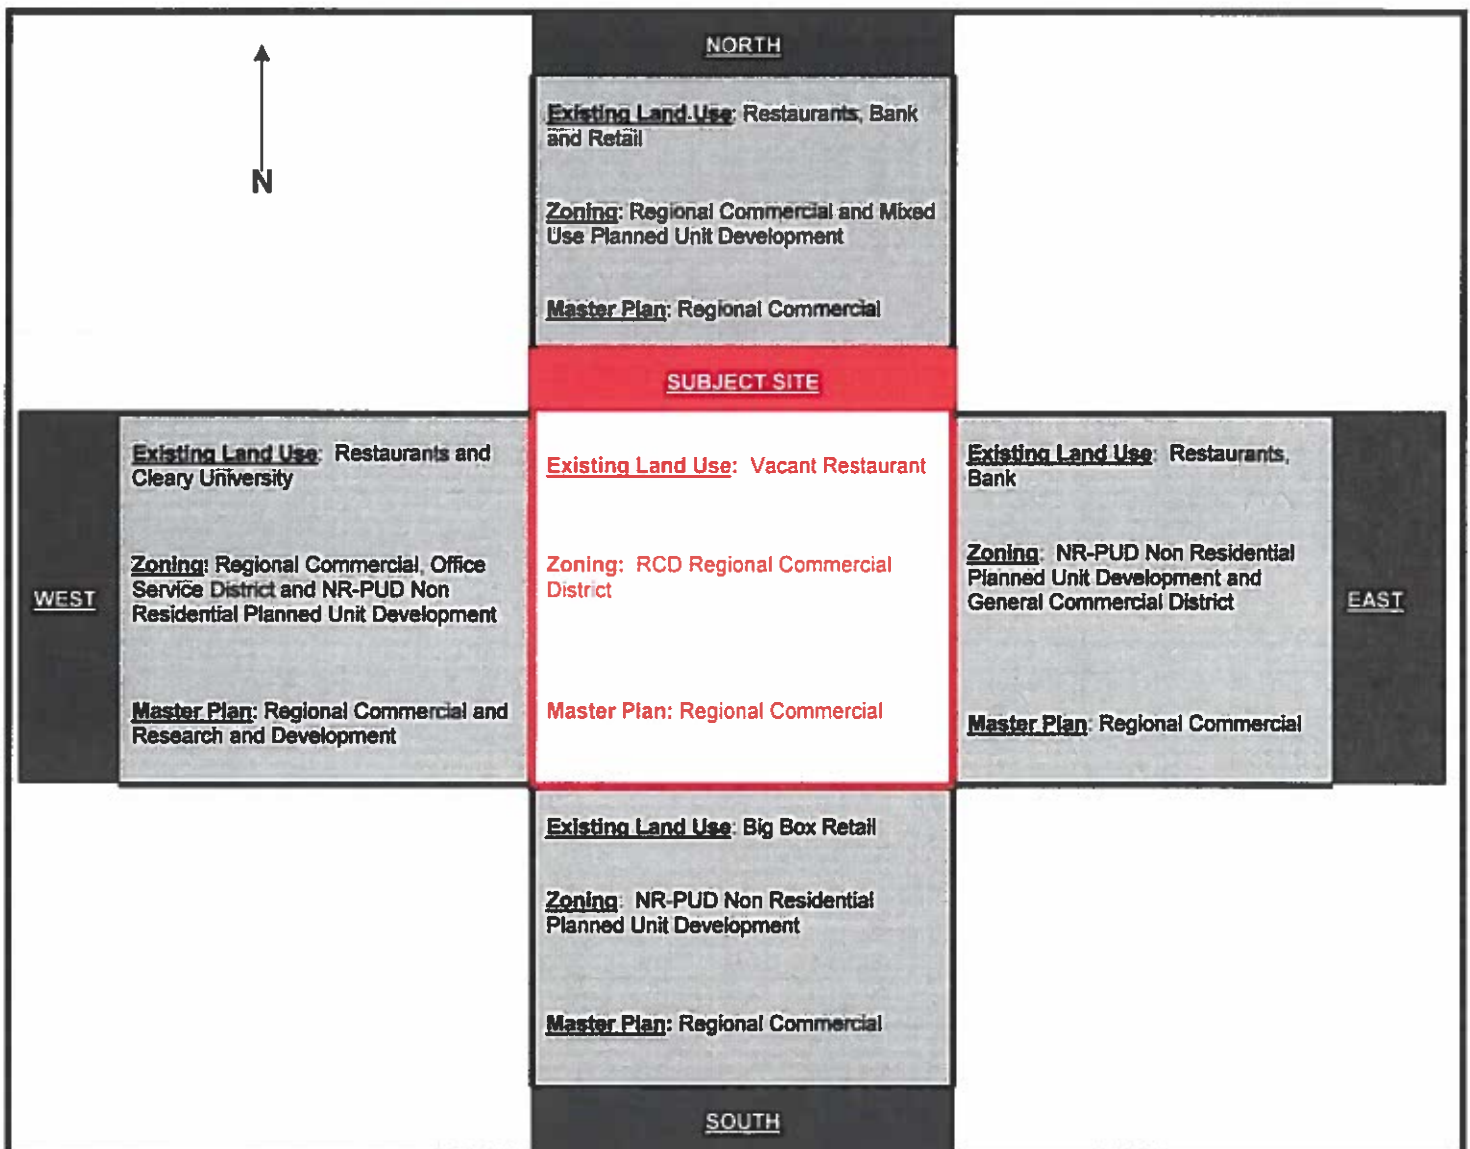 NORTH
N
Existing Land Use: Restaurants, Bank
and Retail
Zoning: Regional Commercial and Mixed
Use Planned Unit Development
Master Plan: Regional Commercial
SUBJECT SITE
WEST
Existing Land Use: Restaurants and
Cleary University
Zoning: Regional Commercial, Office
Service District and NR-PUD Non
Residential Planned Unit Development
Master Plan: Regional Commercial and
Research and Development
Existing Land Use: Vacant Restaurant
Zoning: RCD Regional Commercial
District
Master Plan: Regional Commercial
Existing Land Use: Restaurants,
Bank
Zoning: NR-PUD Non Residential
Planned Unit Development and
General Commercial District
Master Plan: Regional Commercial
EAST
Existing Land Use: Big Box Retail
Zoning: NR-PUD Non Residential
Planned Unit Development
Master Plan: Regional Commercial
SOUTH